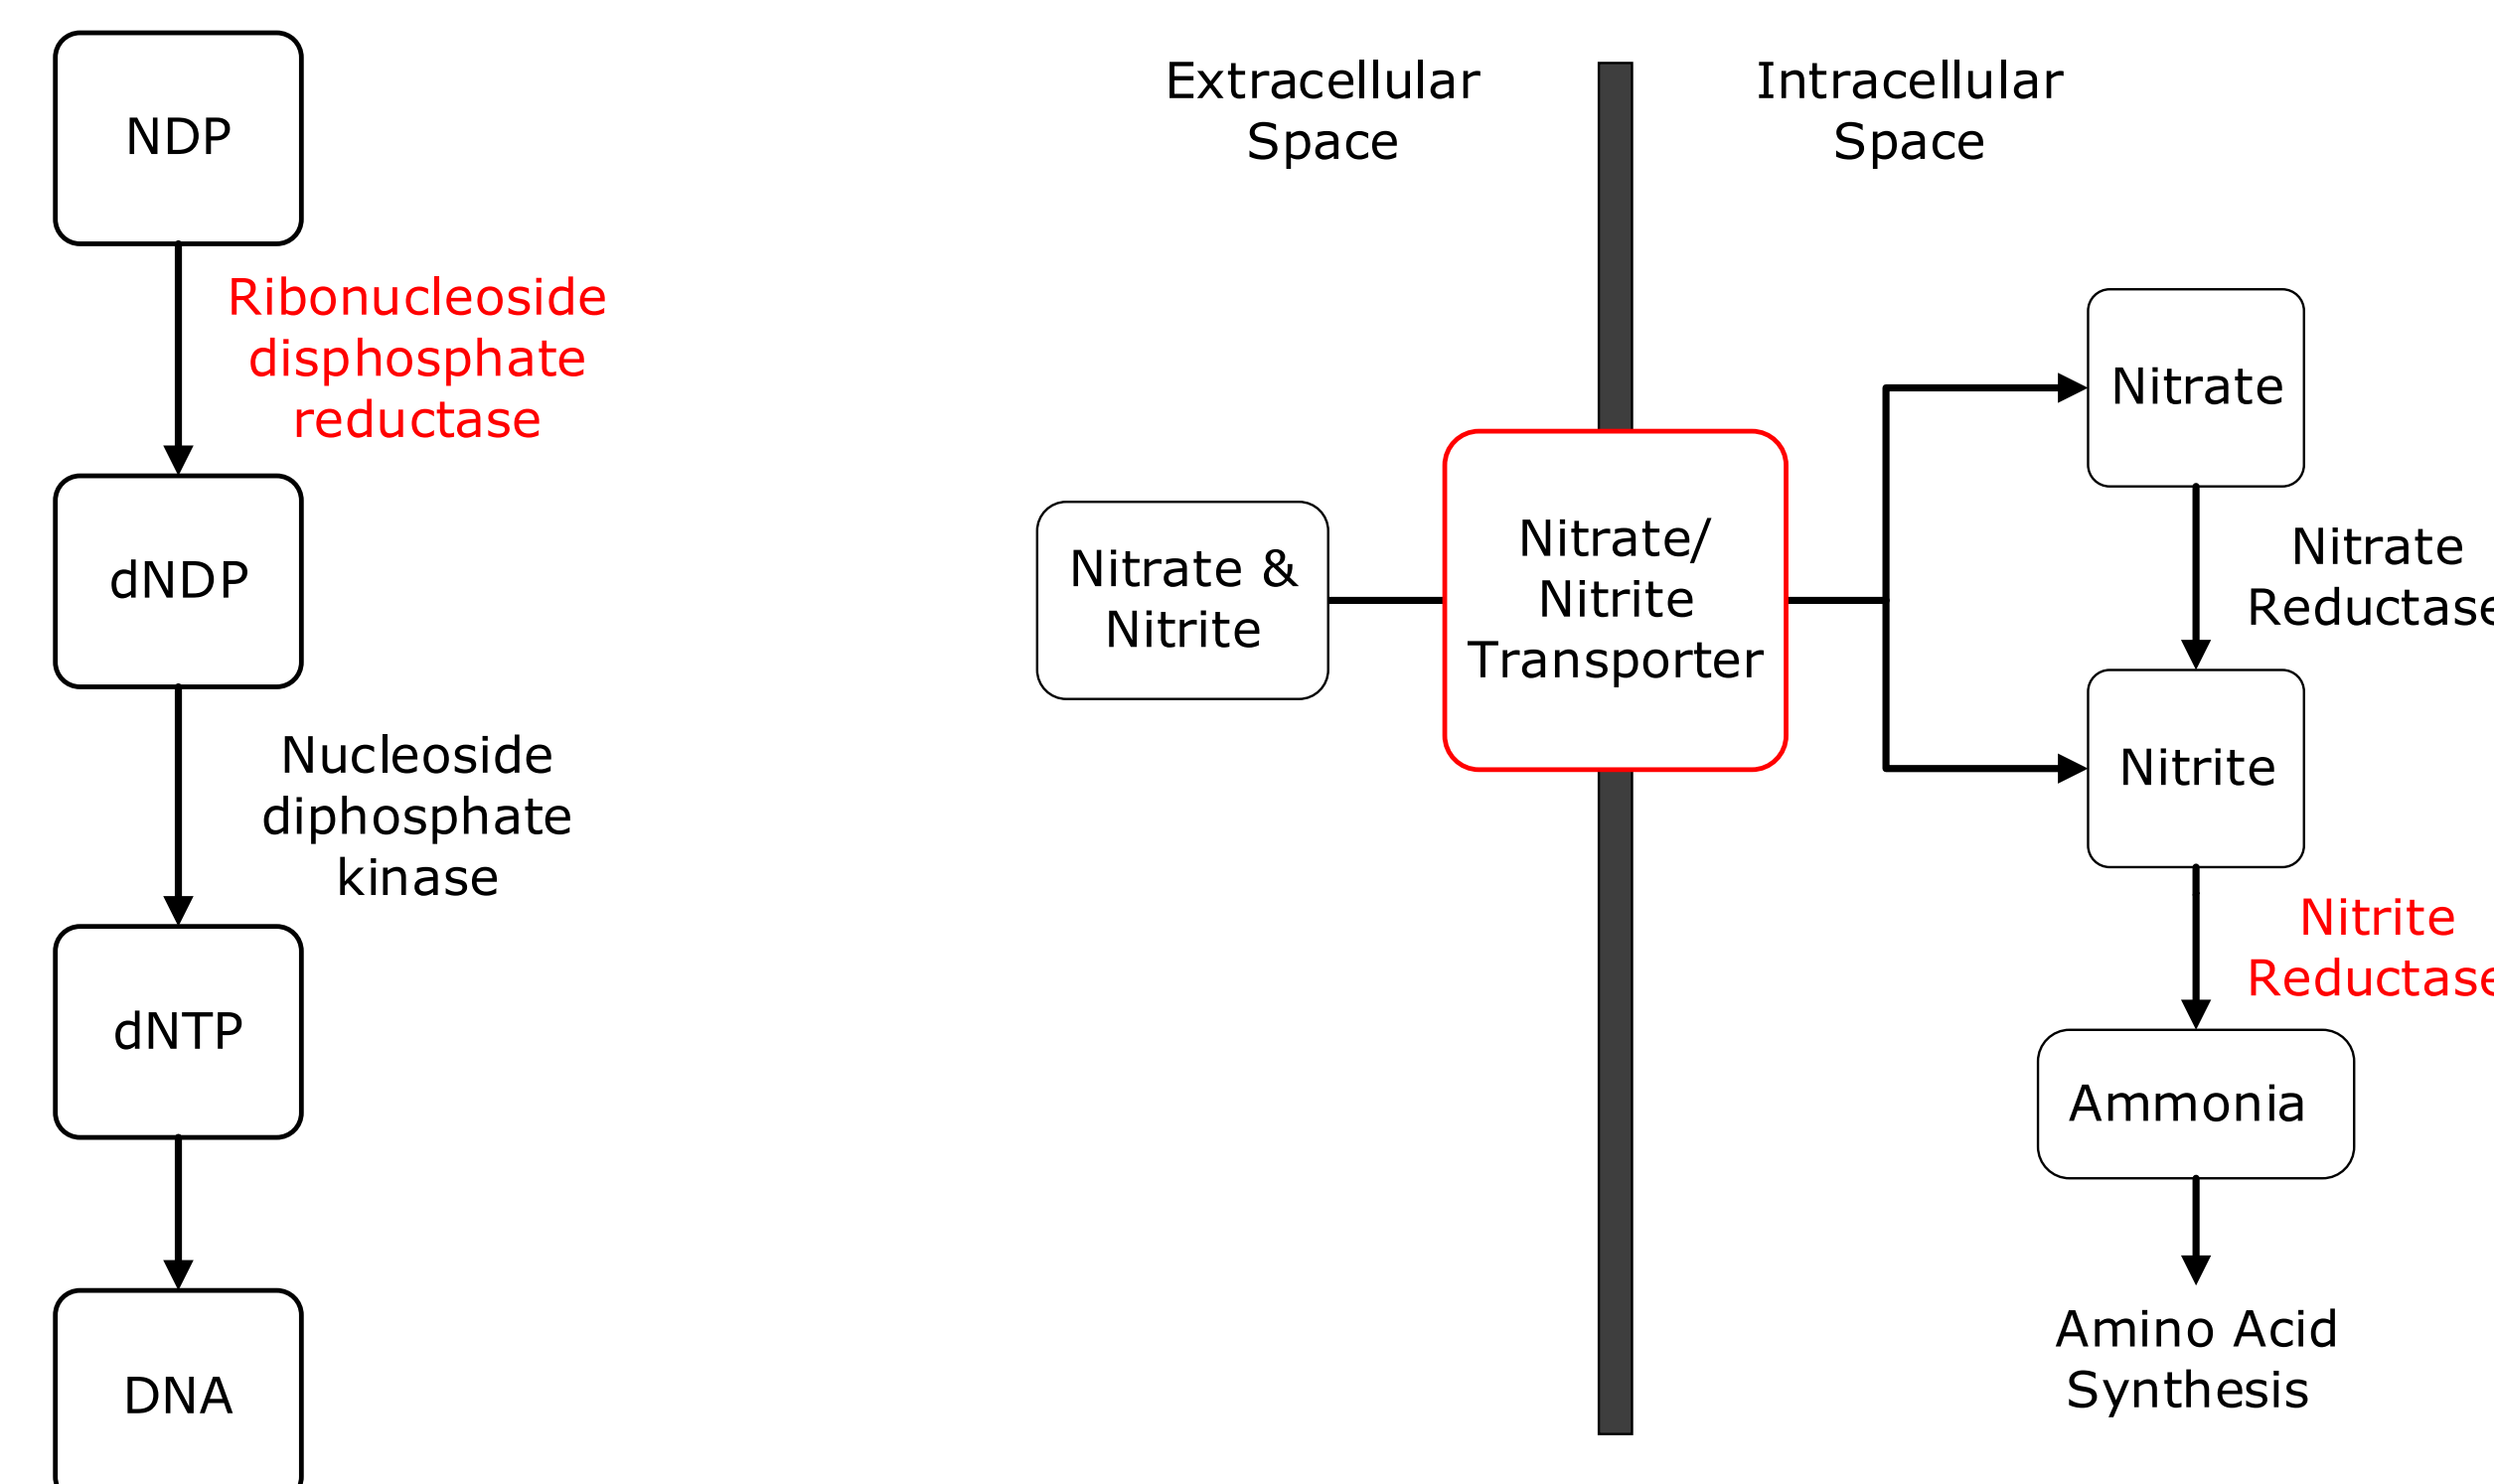 NDP
Ribonucleoside
disphosphate
reductase
dNDP
Nucleoside
diphosphate
kinase
dNTP
DNA
Extracellular
Space
Intracellular
Space
Nitrate &
Nitrite
Nitrate/
Nitrite
Transporter
Nitrate
Nitrate
Reductase
Nitrite
Nitrite
Reductase
Ammonia
Amino Acid
Synthesis